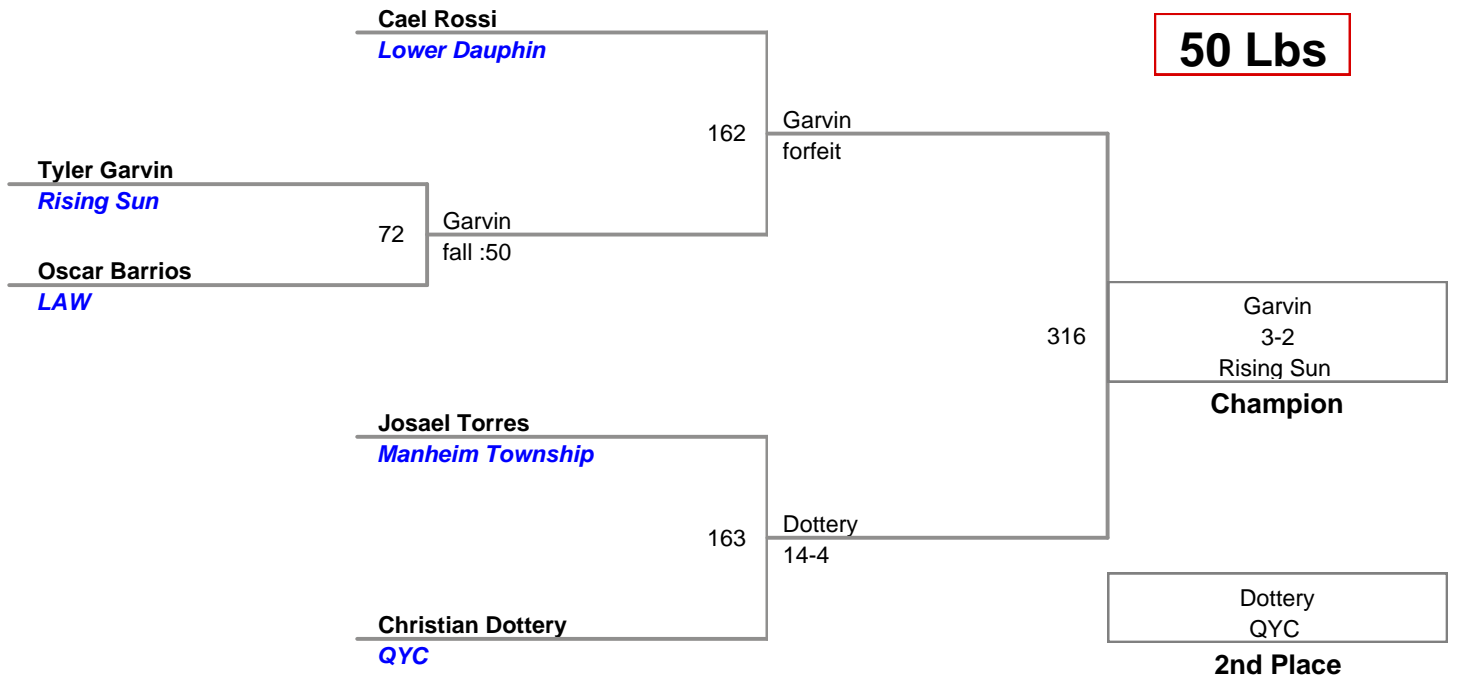 Cael Rossi
Lower Dauphin
50 Lbs
162
Garvin
forfeit
Tyler Garvin
Rising Sun
72
Garvin
fall :50
Oscar Barrios
LAW
316
Garvin
3-2
Rising Sun
Champion
Josael Torres
Manheim Township
163
Dottery
14-4
Christian Dottery
QYC
Dottery
QYC
2nd Place